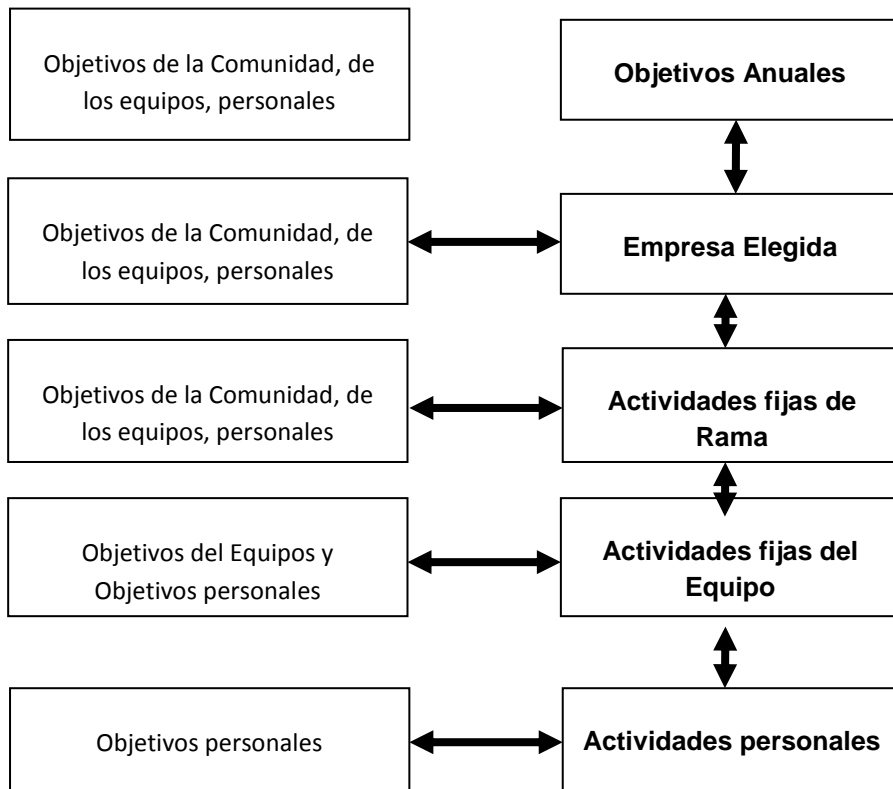 Objetivos de la Comunidad, de
los equipos, personales
Objetivos Anuales
Objetivos de la Comunidad, de
los equipos, personales
Empresa Elegida
Objetivos de la Comunidad, de
los equipos, personales
Actividades fijas de
Rama
Objetivos del Equipos y
Objetivos personales
Actividades fijas del
Equipo
Objetivos personales
Actividades personales